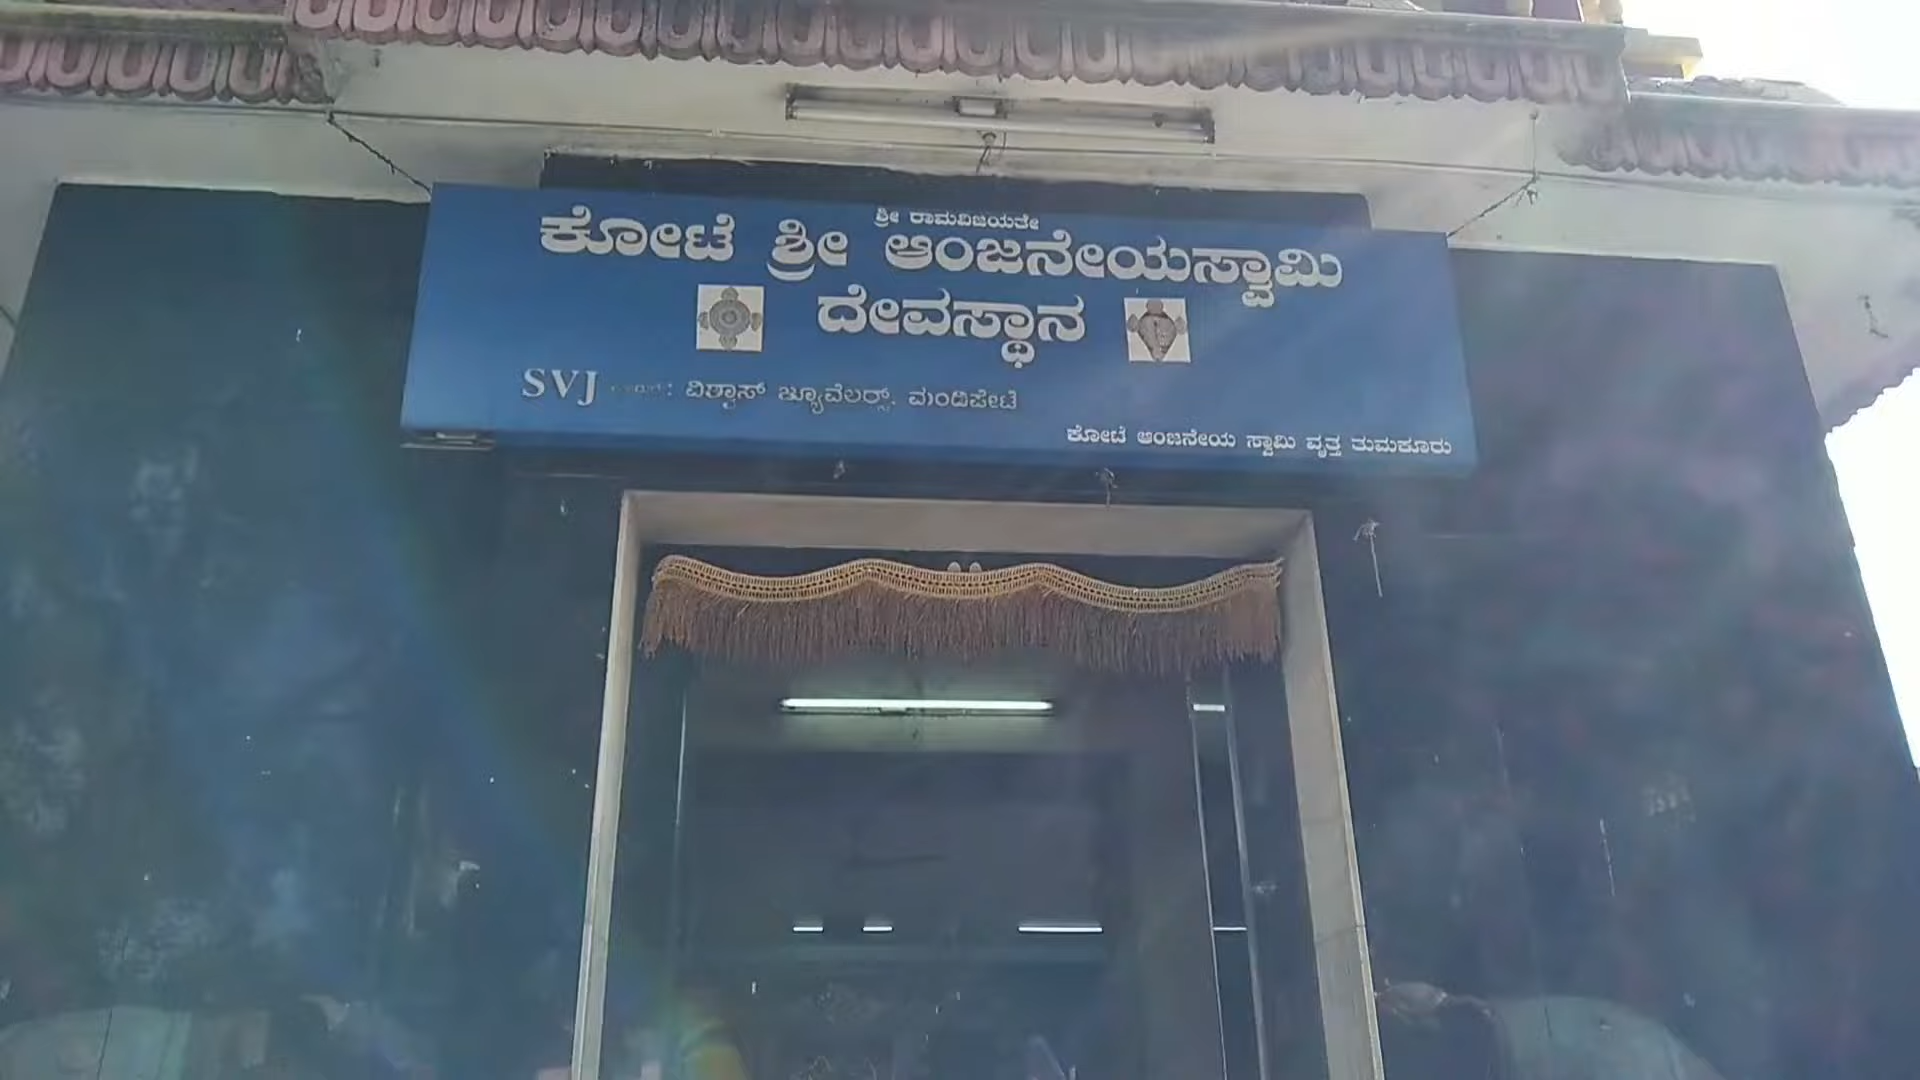 ಶ್ರೀ ರಾಮವಿಜಯತೇ
ಕೋಟೆ ಶ್ರೀ ಆಂಜನೇಯಸ್ವಾಮಿ
ದೇವಸ್ಥಾನ
SVJ : ವಿಶ್ವಾಸ್ ಜ್ಯೂವೆಲರ್ಸ್, ಮಂಡಿಪೇಟೆ
ಕೋಟೆ ಆಂಜನೇಯ ಸ್ವಾಮಿ ವೃತ್ತ ತುಮಕೂರು